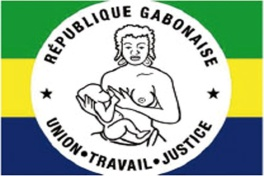 RÉPUBLIQUE GABONAISE
UNION • TRAVAIL • JUSTICE